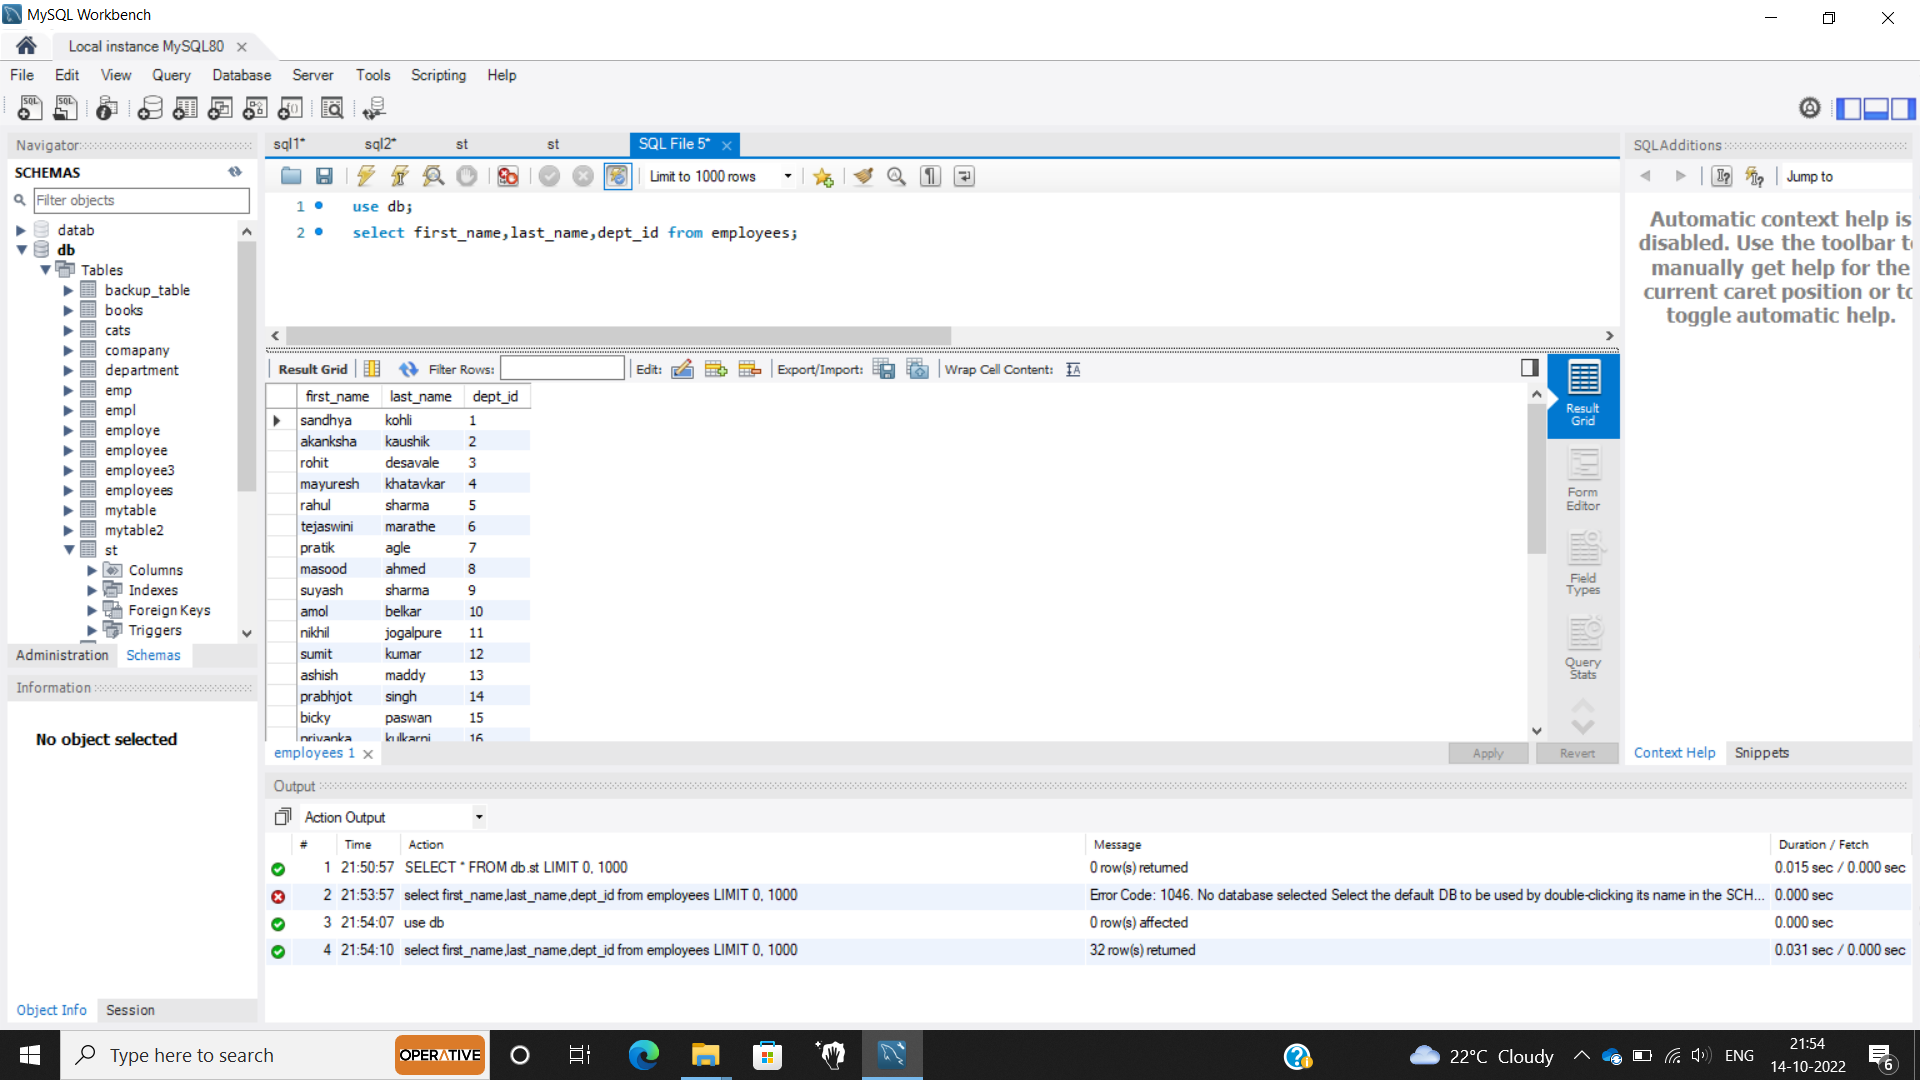 MySQL Workbench
Local instance MySQL80
File Edit View Query Database Server Tools Scripting Help
Navigator
SCHEMAS
Filter objects
datab
db
Tables
backup_table
books
cats
comapany
department
emp
empl
employe
employee
employee3
employees
mytable
mytable2
st
Columns
Indexes
Foreign Keys
Triggers
Administration Schemas
Information
No object selected
Object Info Session
sql1* sql2* st st SQL File 5*
Limit to 1000 rows
1 use db;
2 select first_name,last_name,dept_id from employees;
Result Grid Filter Rows: Edit: Export/Import: Wrap Cell Content:
first_name last_name dept_id
sandhya kohli 1
akanksha kaushik 2
rohit desavale 3
mayuresh khatavkar 4
rahul sharma 5
tejaswini marathe 6
pratik agle 7
masood ahmed 8
suyash sharma 9
amol belkar 10
nikhil jogalpure 11
sumit kumar 12
ashish maddy 13
prabhjot singh 14
bicky paswan 15
priyanka kulkarni 16
Result Grid
Form Editor
Field Types
Query Stats
employees 1
Apply Revert
SQLAdditions
Jump to
Automatic context help is
disabled. Use the toolbar t
manually get help for the
current caret position or to
toggle automatic help.
Context Help Snippets
Output
Action Output
# Time Action Message Duration / Fetch
1 21:50:57 SELECT * FROM db.st LIMIT 0, 1000 0 row(s) returned 0.015 sec / 0.000 sec
2 21:53:57 select first_name,last_name,dept_id from employees LIMIT 0, 1000 Error Code: 1046. No database selected Select the default DB to be used by double-clicking its name in the SCH... 0.000 sec
3 21:54:07 use db 0 row(s) affected 0.000 sec
4 21:54:10 select first_name,last_name,dept_id from employees LIMIT 0, 1000 32 row(s) returned 0.031 sec / 0.000 sec
Type here to search
OPERATIVE
22°C Cloudy
ENG
21:54
14-10-2022
6